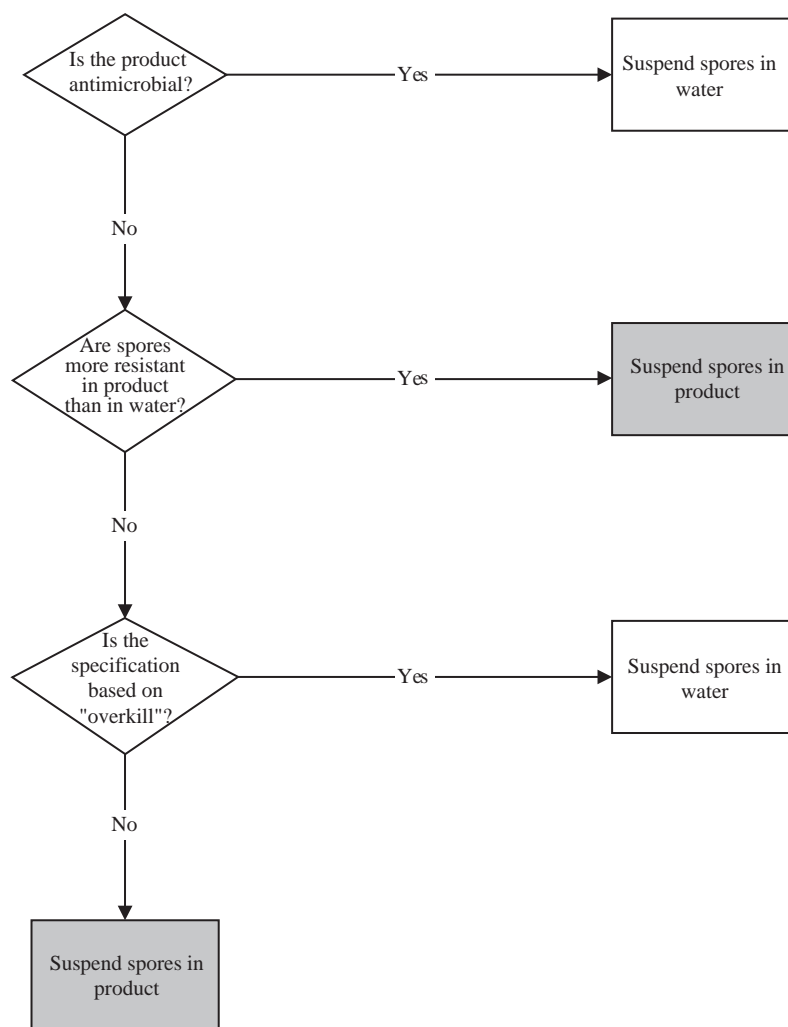 Is the product
antimicrobial?
Yes
Suspend spores in
water
No
Are spores
more resistant
in product
than in water?
Yes
Suspend spores in
product
No
Is the
specification
based on
"overkill"?
Yes
Suspend spores in
water
No
Suspend spores in
product